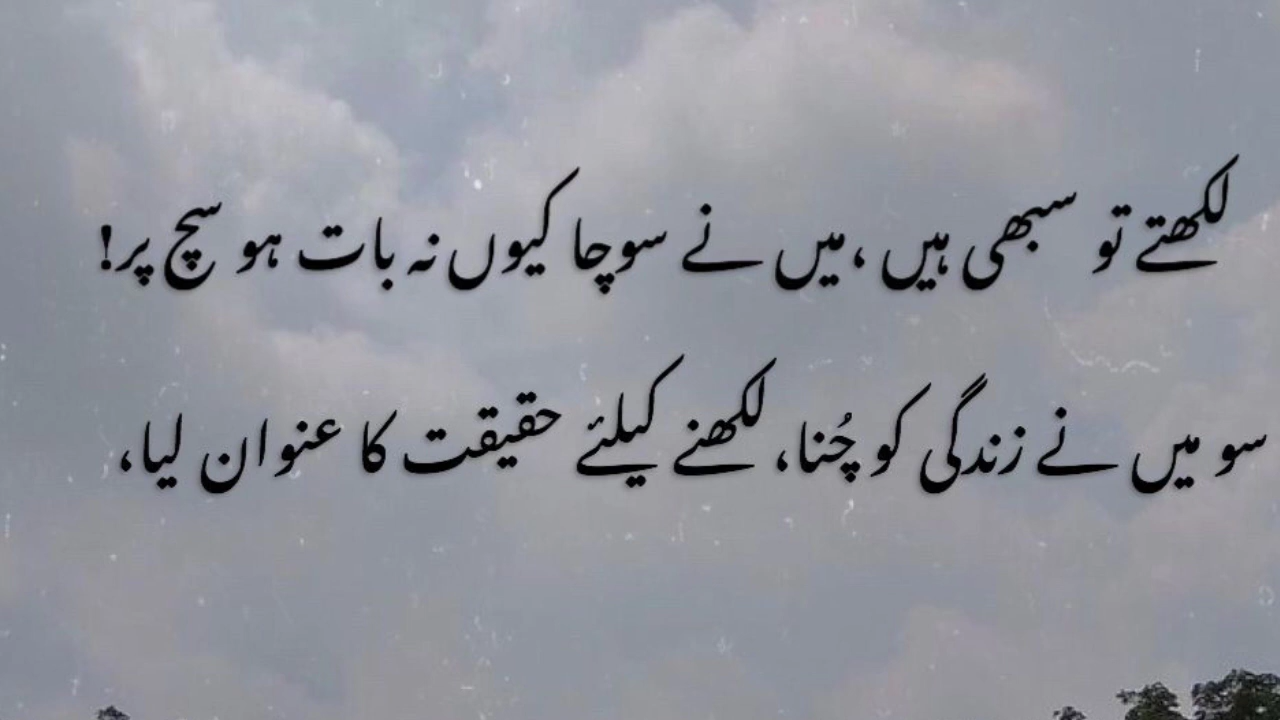 لکھتے تو سبھی ہیں ،میں نے سوچا کیوں نہ بات ہو سچ پر!
سو میں نے زندگی کو چُنا، لکھنے کیلئے حقیقت کا عنوان لیا،